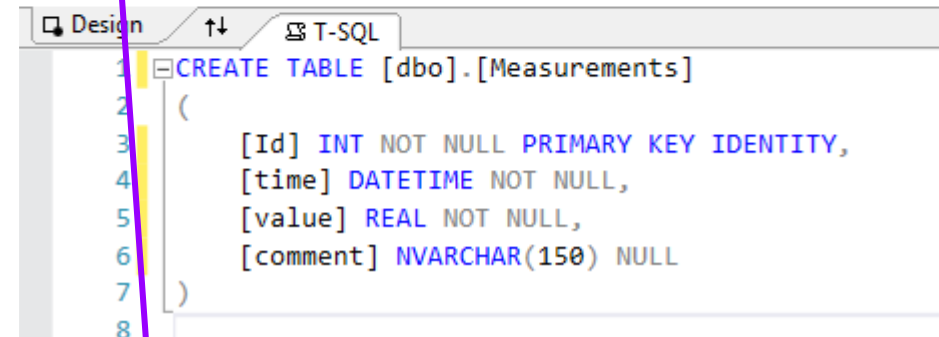 Design ↑↓ T-SQL
1 CREATE TABLE [dbo].[Measurements]
2 (
3 [Id] INT NOT NULL PRIMARY KEY IDENTITY,
4 [time] DATETIME NOT NULL,
5 [value] REAL NOT NULL,
6 [comment] NVARCHAR(150) NULL
7 )
8